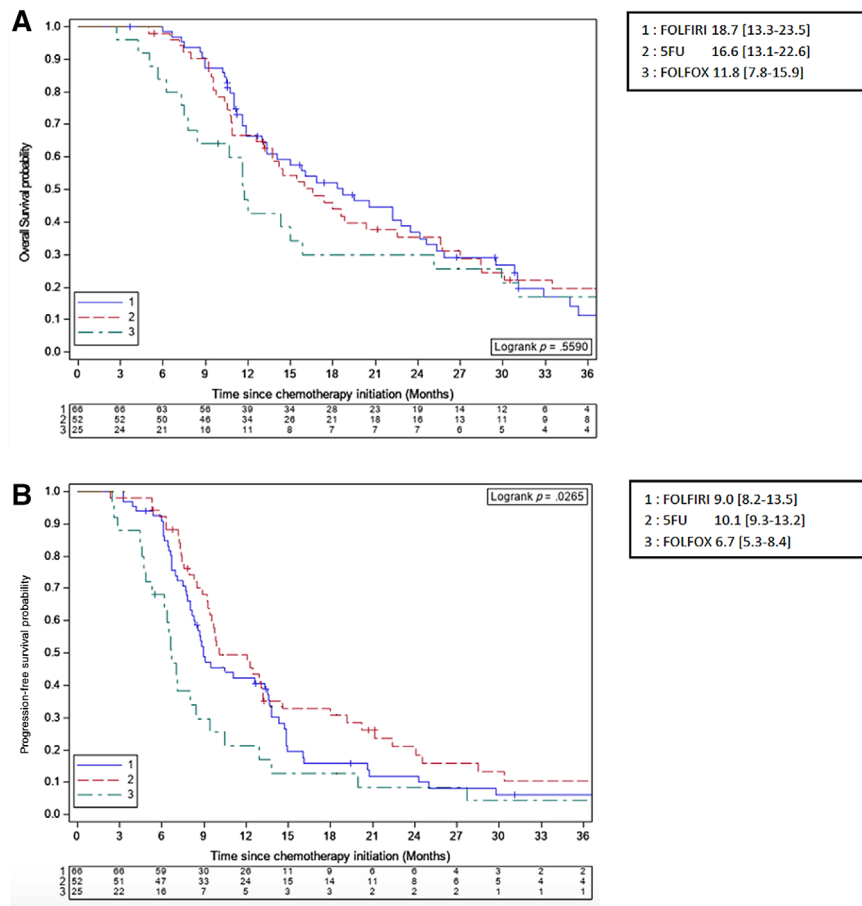 A
1 : FOLFIRI 18.7 [13.3-23.5]
2 : 5FU 16.6 [13.1-22.6]
3 : FOLFOX 11.8 [7.8-15.9]
Overall Survival probability
1.0
0.9
0.8
0.7
0.6
0.5
0.4
0.3
0.2
0.1
0.0
1
2
3
Logrank p = .5590
0 3 6 9 12 15 18 21 24 27 30 33 36
Time since chemotherapy initiation (Months)
1 66 66 63 56 39 34 28 23 19 14 12 6 4
2 52 52 50 46 34 26 21 18 16 13 11 9 8
3 25 24 21 16 11 8 7 7 7 6 5 4 4
B
Logrank p = .0265
1 : FOLFIRI 9.0 [8.2-13.5]
2 : 5FU 10.1 [9.3-13.2]
3 : FOLFOX 6.7 [5.3-8.4]
Progression-free survival probability
1.0
0.9
0.8
0.7
0.6
0.5
0.4
0.3
0.2
0.1
0.0
1
2
3
0 3 6 9 12 15 18 21 24 27 30 33 36
Time since chemotherapy initiation (Months)
1 66 66 59 30 26 11 9 6 6 4 3 2 2
2 52 51 47 33 24 15 14 11 8 6 5 4 4
3 25 22 16 7 5 3 3 2 2 2 1 1 1